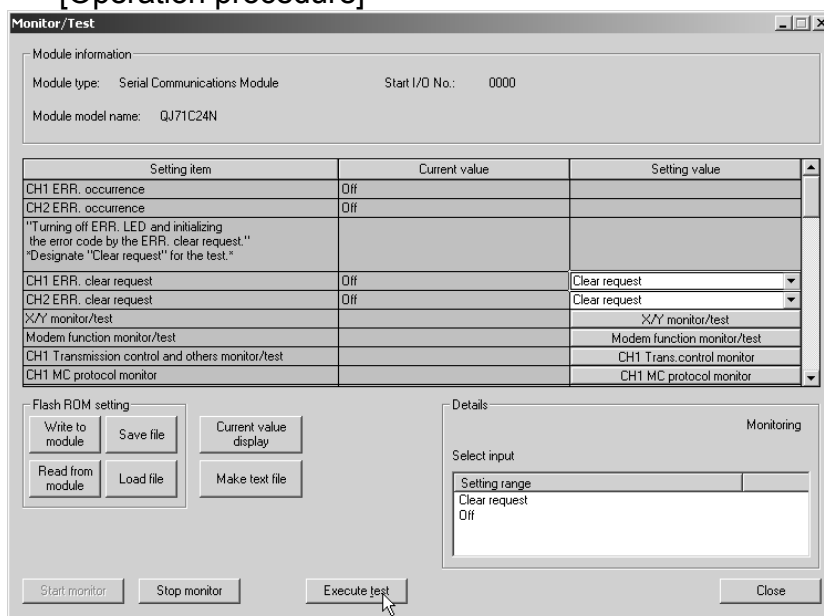 [Operation procedure]
Monitor/Test
Module information
Module type: Serial Communications Module Start I/O No.: 0000
Module model name: QJ71C24N
Setting item Current value Setting value
CH1 ERR. occurrence Off
CH2 ERR. occurrence Off
"Turning off ERR. LED and initializing
the error code by the ERR. clear request."
*Designate "Clear request" for the test.*
CH1 ERR. clear request Off Clear request
CH2 ERR. clear request Off Clear request
X/Y monitor/test X/Y monitor/test
Modem function monitor/test Modem function monitor/test
CH1 Transmission control and others monitor/test CH1 Trans.control monitor
CH1 MC protocol monitor CH1 MC protocol monitor
Flash ROM setting
Write to
module
Save file
Current value
display
Read from
module
Load file
Make text file
Details
Monitoring
Select input
Setting range
Clear request
Off
Start monitor Stop monitor Execute test Close